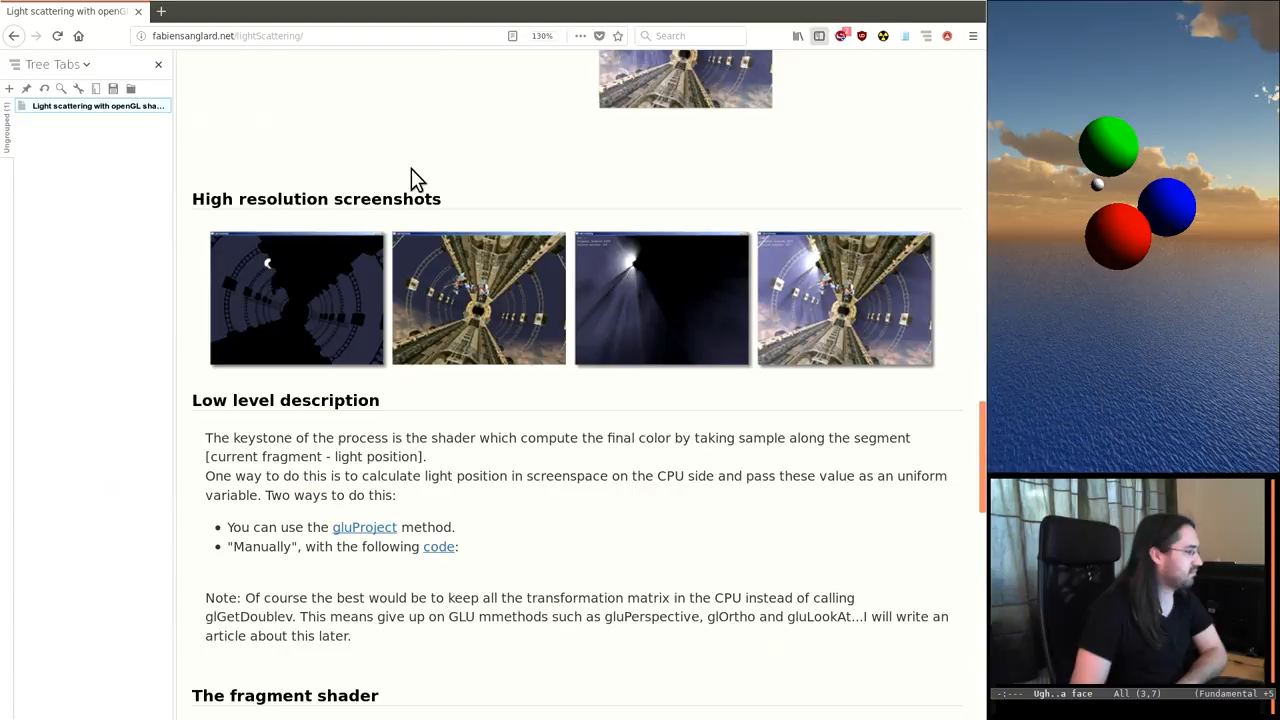 Light scattering with openGL
fabiensanglard.net/lightScattering/
130%
Search
Tree Tabs
Light scattering with openGL sha...
Ungrouped (1)
High resolution screenshots
Low level description
The keystone of the process is the shader which compute the final color by taking sample along the segment
[current fragment - light position].
One way to do this is to calculate light position in screenspace on the CPU side and pass these value as an uniform
variable. Two ways to do this:
You can use the gluProject method.
"Manually", with the following code:
Note: Of course the best would be to keep all the transformation matrix in the CPU instead of calling
glGetDoublev. This means give up on GLU mmethods such as gluPerspective, glOrtho and gluLookAt...I will write an
article about this later.
The fragment shader
-:--- Ugh..a face All (3,7) (Fundamental +5